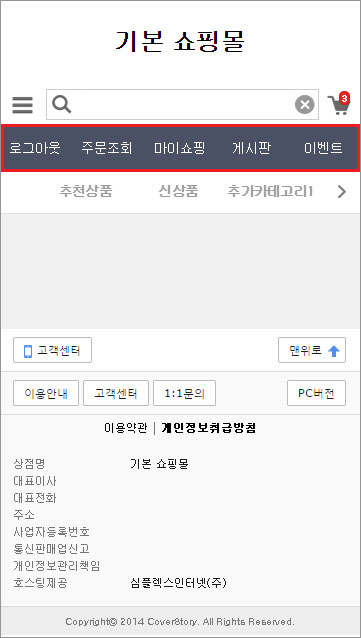 기본 쇼핑몰
3
로그아웃 주문조회 마이쇼핑 게시판 이벤트
추천상품 신상품 추가카테고리1
고객센터 맨위로
이용안내 고객센터 1:1문의 PC버전
이용약관 | 개인정보취급방침
상점명 기본 쇼핑몰
대표이사
대표전화
주소
사업자등록번호
통신판매업신고
개인정보관리책임
호스팅제공 심플렉스인터넷(주)
Copyright© 2014 CoverStory. All Rights Reserved.